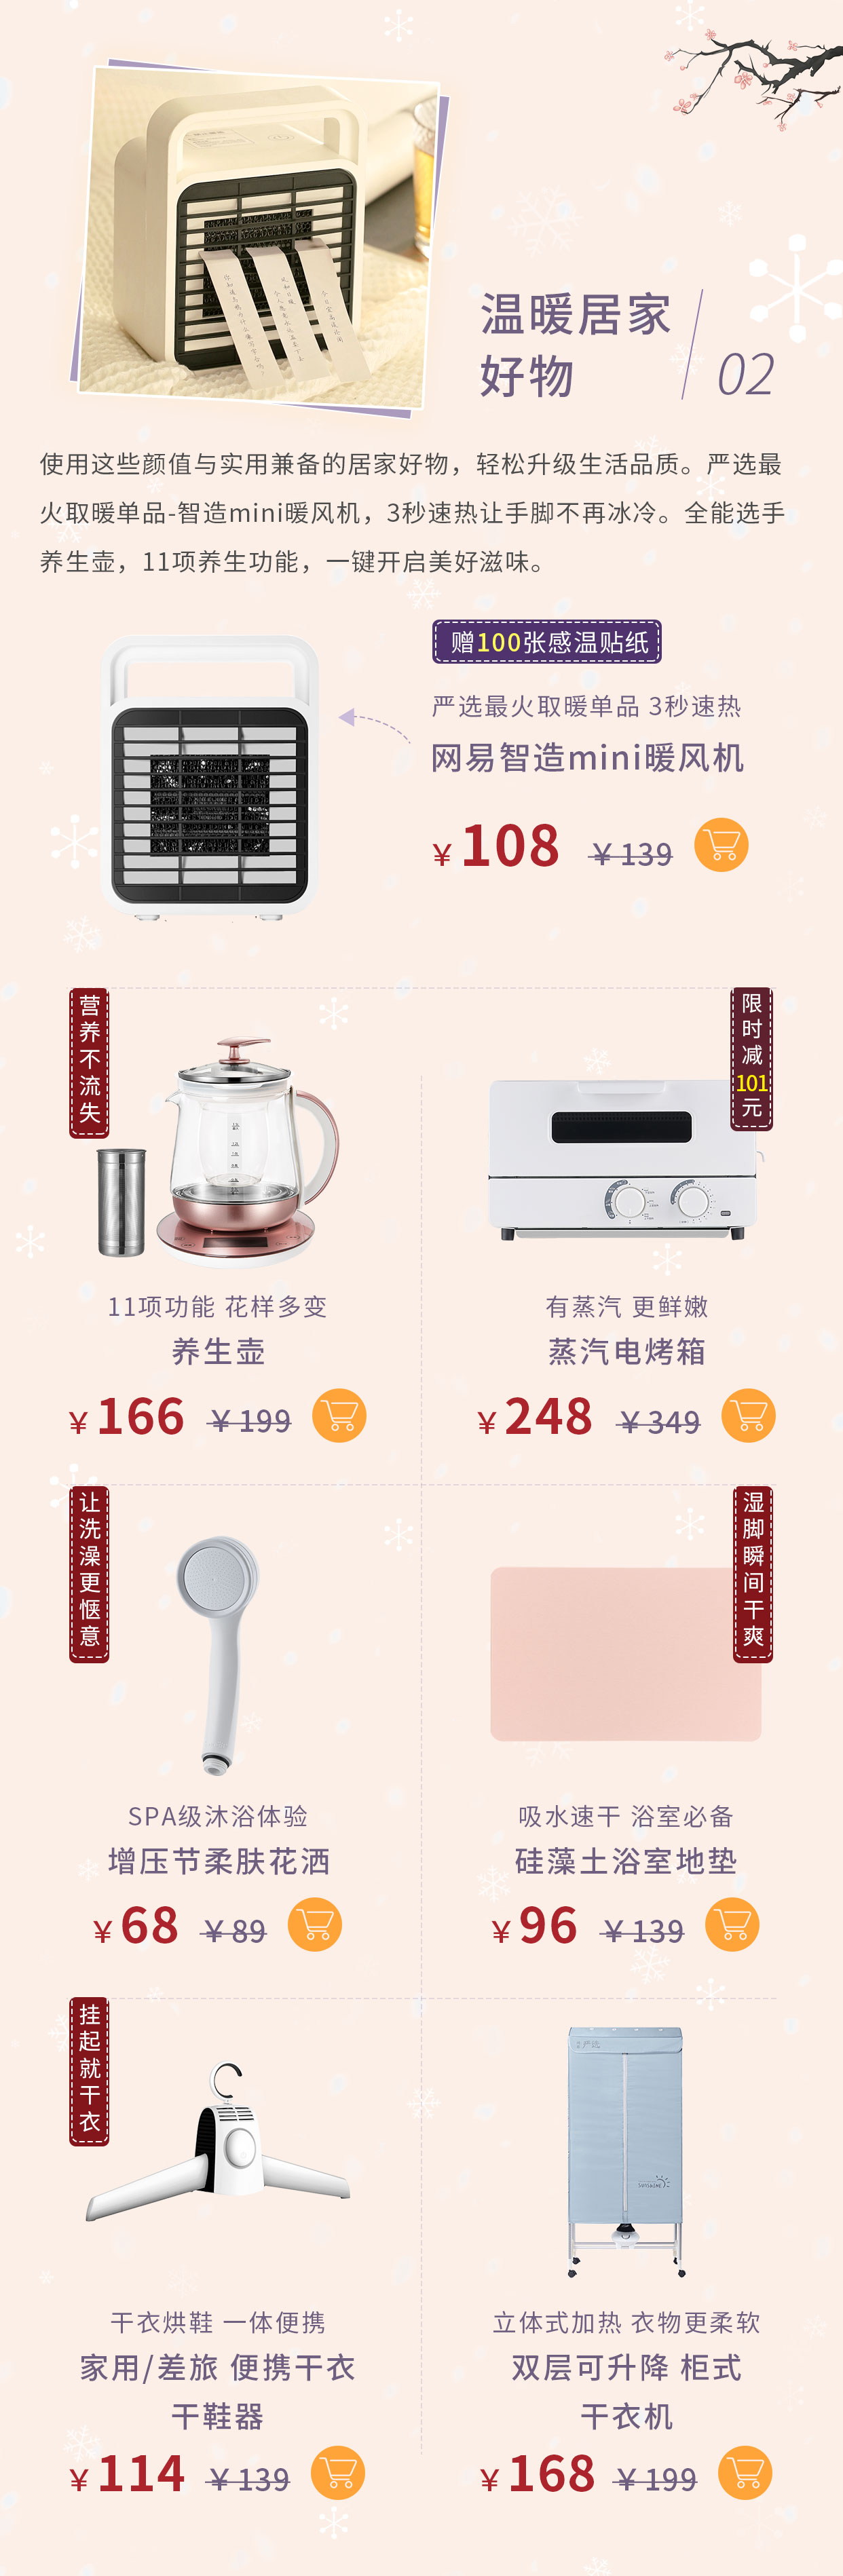 温暖居家
好物
02
使用这些颜值与实用兼备的居家好物，轻松升级生活品质。严选最
火取暖单品-智造mini暖风机，3秒速热让手脚不再冰冷。全能选手
养生壶，11项养生功能，一键开启美好滋味。
赠100张感温贴纸
严选最火取暖单品 3秒速热
网易智造mini暖风机
¥ 108 ¥ 139
营养不流失
11项功能 花样多变
养生壶
¥ 166 ¥ 199
限时减101元
有蒸汽 更鲜嫩
蒸汽电烤箱
¥ 248 ¥ 349
让洗澡更惬意
SPA级沐浴体验
增压节柔肤花洒
¥ 68 ¥ 89
湿脚瞬间干爽
吸水速干 浴室必备
硅藻土浴室地垫
¥ 96 ¥ 139
挂起就干衣
干衣烘鞋 一体便携
家用/差旅 便携干衣
干鞋器
¥ 114 ¥ 139
立体式加热 衣物更柔软
双层可升降 柜式
干衣机
¥ 168 ¥ 199